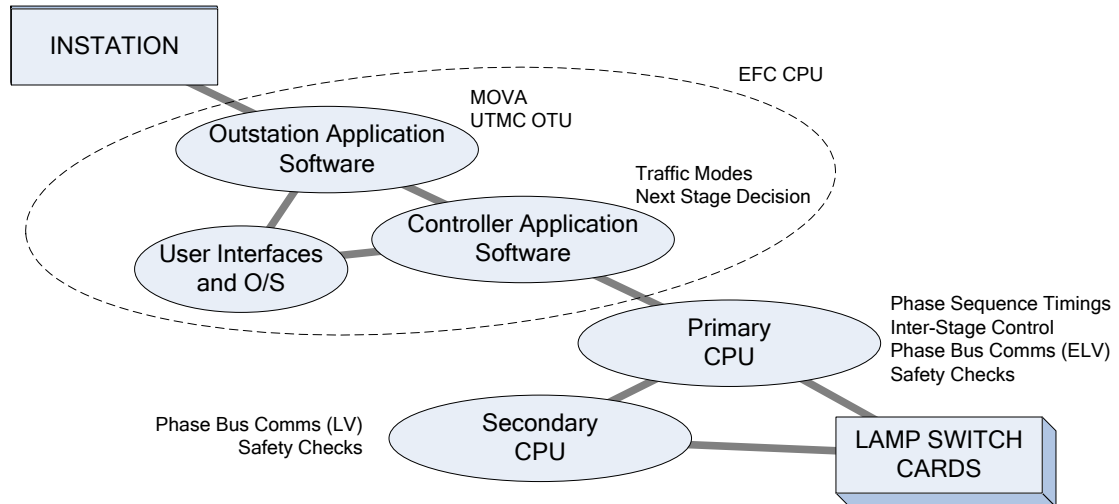 INSTATION
EFC CPU
MOVA
UTMC OTU
Outstation Application
Software
Traffic Modes
Next Stage Decision
Controller Application
Software
User Interfaces
and O/S
Phase Sequence Timings
Inter-Stage Control
Phase Bus Comms (ELV)
Safety Checks
Primary
CPU
Phase Bus Comms (LV)
Safety Checks
Secondary
CPU
LAMP SWITCH
CARDS